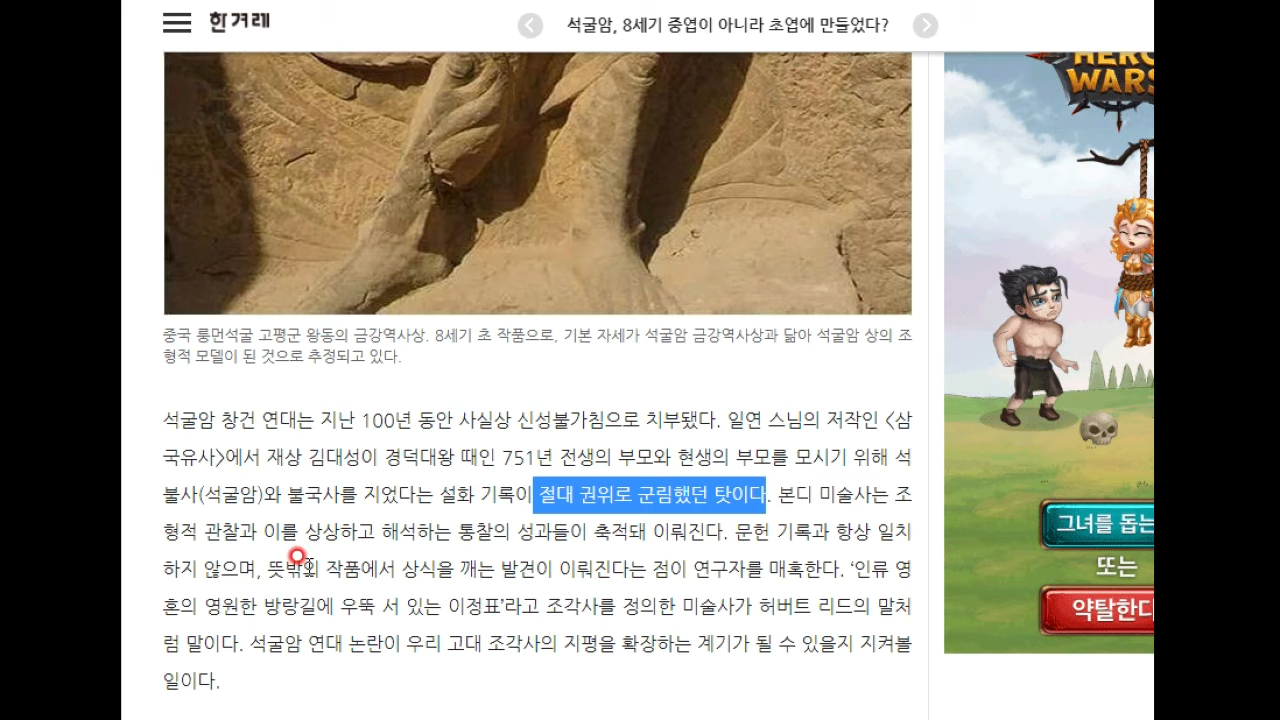 한겨레
석굴암, 8세기 중엽이 아니라 초엽에 만들었다?
HERO
WARS
중국 룽먼석굴 고평군 왕동의 금강역사상. 8세기 초 작품으로, 기본 자세가 석굴암 금강역사상과 닮아 석굴암 상의 조
형적 모델이 된 것으로 추정되고 있다.
석굴암 창건 연대는 지난 100년 동안 사실상 신성불가침으로 치부됐다. 일연 스님의 저작인 <삼
국유사>에서 재상 김대성이 경덕대왕 때인 751년 전생의 부모와 현생의 부모를 모시기 위해 석
불사(석굴암)와 불국사를 지었다는 설화 기록이 절대 권위로 군림했던 탓이다. 본디 미술사는 조
형적 관찰과 이를 상상하고 해석하는 통찰의 성과들이 축적돼 이뤄진다. 문헌 기록과 항상 일치
하지 않으며, 뜻밖의 작품에서 상식을 깨는 발견이 이뤄진다는 점이 연구자를 매혹한다. ‘인류 영
혼의 영원한 방랑길에 우뚝 서 있는 이정표’라고 조각사를 정의한 미술사가 허버트 리드의 말처
럼 말이다. 석굴암 연대 논란이 우리 고대 조각사의 지평을 확장하는 계기가 될 수 있을지 지켜볼
일이다.
그녀를 돕는
또는
약탈한다